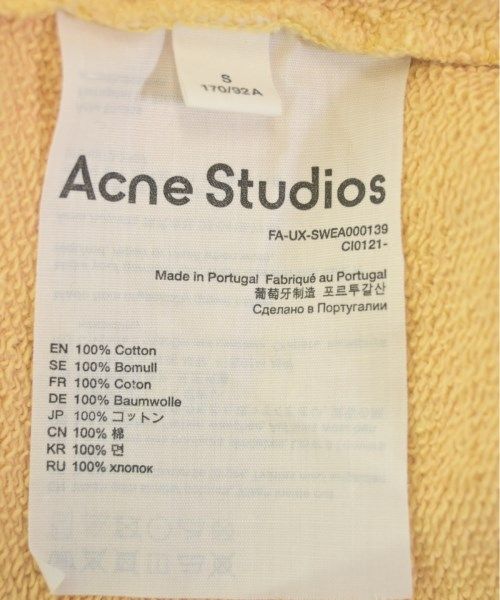 S
170/92A
Acne Studios
FA-UX-SWEA000139
CI0121-
Made in Portugal Fabriqué au Portugal
葡萄牙制造 포르투갈산
Сделано в Португалии
EN 100% Cotton
SE 100% Bomull
FR 100% Coton
DE 100% Baumwolle
JP 100% コットン
CN 100% 棉
KR 100% 면
RU 100% хлопок